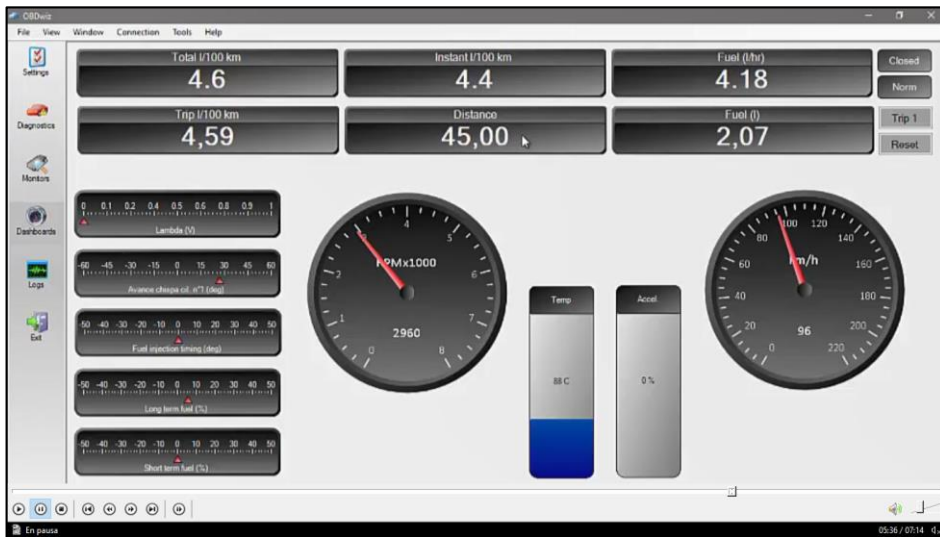 OBDwiz
File View Window Connection Tools Help
Settings
Diagnostics
Monitors
Dashboards
Logs
Exit
Total l/100 km
4.6
Instant l/100 km
4.4
Fuel (l/hr)
4.18
Closed
Norm
Trip l/100 km
4,59
Distance
45,00
Fuel (l)
2,07
Trip 1
Reset
0 0.1 0.2 0.4 0.5 0.6 0.8 0.9 1
Lambda (V)
-60 -45 -30 -15 0 15 30 45 60
Avance chispa cil. n°1 (deg)
-50 -40 -30 -20 -10 0 10 20 30 40 50
Fuel injection timing (deg)
-50 -40 -30 -20 -10 0 10 20 30 40 50
Long term fuel (%)
-50 -40 -30 -20 -10 0 10 20 30 40 50
Short term fuel (%)
0 1 2 3 4 5 6 7 8
RPMx1000
2960
Temp
88 C
Accel.
0 %
0 20 40 60 80 100 120 140 160 180 200 220
km/h
96
En pausa
05:36 / 07:14